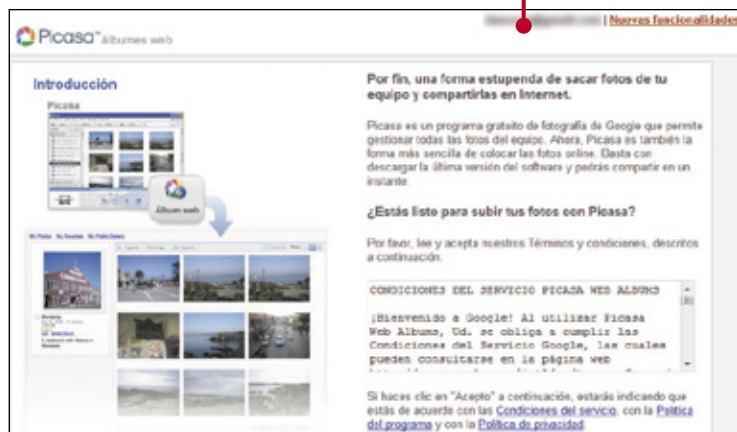 Picasa™ álbumes web
| Nuevas funcionalidades
Introducción
Picasa
Álbum web
Por fin, una forma estupenda de sacar fotos de tu
equipo y compartirlas en Internet.
Picasa es un programa gratuito de fotografía de Google que permite
gestionar todas las fotos del equipo. Ahora, Picasa es también la
forma más sencilla de colocar las fotos online. Basta con
descargar la última versión del software y podrás compartir en un
instante.
¿Estás listo para subir tus fotos con Picasa?
Por favor, lee y acepta nuestros Términos y condiciones, descritos
a continuación.
CONDICIONES DEL SERVICIO PICASA WEB ALBUMS
¡Bienvenido a Google! Al utilizar Picasa
Web Albums, Ud. se obliga a cumplir las
Condiciones del Servicio Google, las cuales
pueden consultarse en la página web
Si haces clic en "Acepto" a continuación, estarás indicando que
estás de acuerdo con las Condiciones del servicio, con la Política
del programa y con la Política de privacidad.